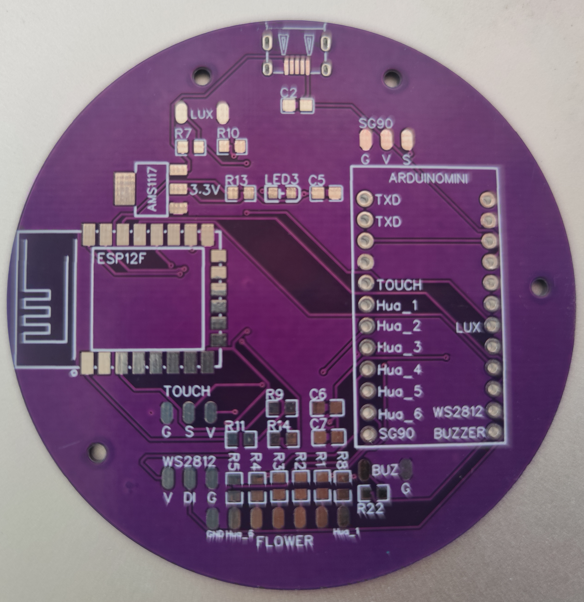 C2
LUX
SG90
R7 R10
G V S
ARDUINOMINI
AMS1117
3.3V
R13 LED3 C5
TXD
TXD
ESP12F
TOUCH
Hua_1
Hua_2 LUX
Hua_3
Hua_4
Hua_5
Hua_6 WS2812
SG90 BUZZER
TOUCH
G S V
R9 C6
R11 R14 C7
WS2812
R5 R4 R3 R2 R1 R8
BUZ
G
V DI G
R22
GND Hua_6 Hua_1
FLOWER